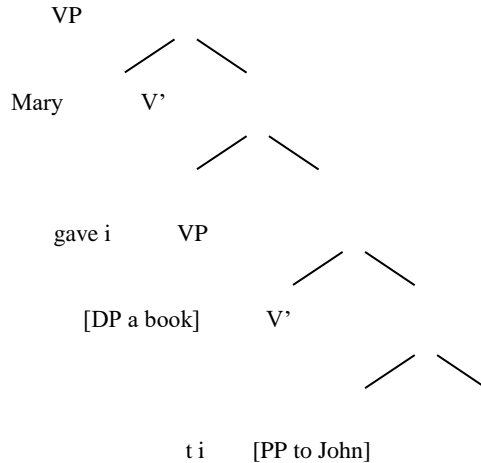 VP
Mary V’
gave i VP
[DP a book] V’
t i [PP to John]